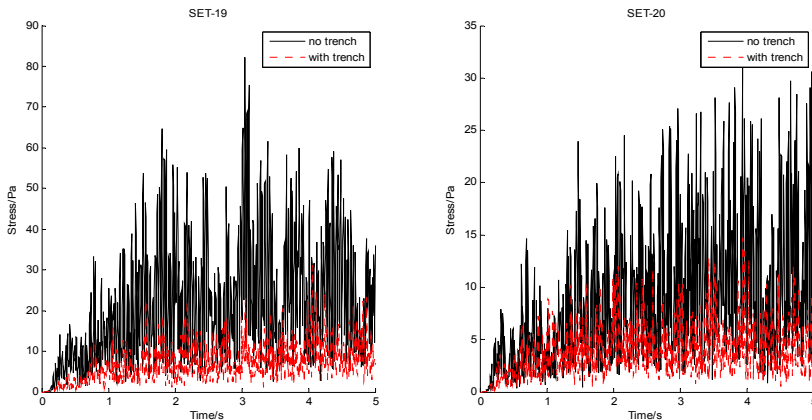 SET-19
90
80
70
60
50
40
30
20
10
0
Stress/Pa
0 1 2 3 4 5
Time/s
no trench
with trench
SET-20
35
30
25
20
15
10
5
0
Stress/Pa
0 1 2 3 4
Time/s
no trench
with trench